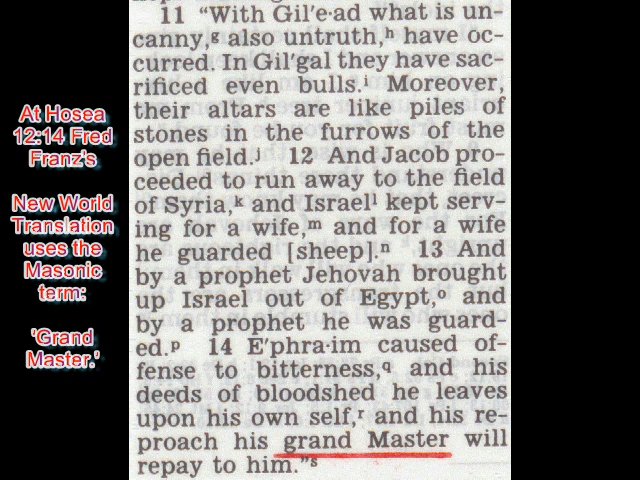 At Hosea
12:14 Fred
Franz's
New World
Translation
uses the
Masonic
term:
'Grand
Master.'
11 “With Gil′e·ad what is un-
canny,ᵍ also untruth,ʰ have oc-
curred. In Gil′gal they have sac-
rificed even bulls.ⁱ Moreover,
their altars are like piles of
stones in the furrows of the
open field.ʲ 12 And Jacob pro-
ceeded to run away to the field
of Syria,ᵏ and Israelˡ kept serv-
ing for a wife,ᵐ and for a wife
he guarded [sheep].ⁿ 13 And
by a prophet Jehovah brought
up Israel out of Egypt,ᵒ and
by a prophet he was guard-
ed.ᵖ 14 E′phra·im caused of-
fense to bitterness,q and his
deeds of bloodshed he leaves
upon his own self,ʳ and his re-
proach his grand Master will
repay to him.”ˢ